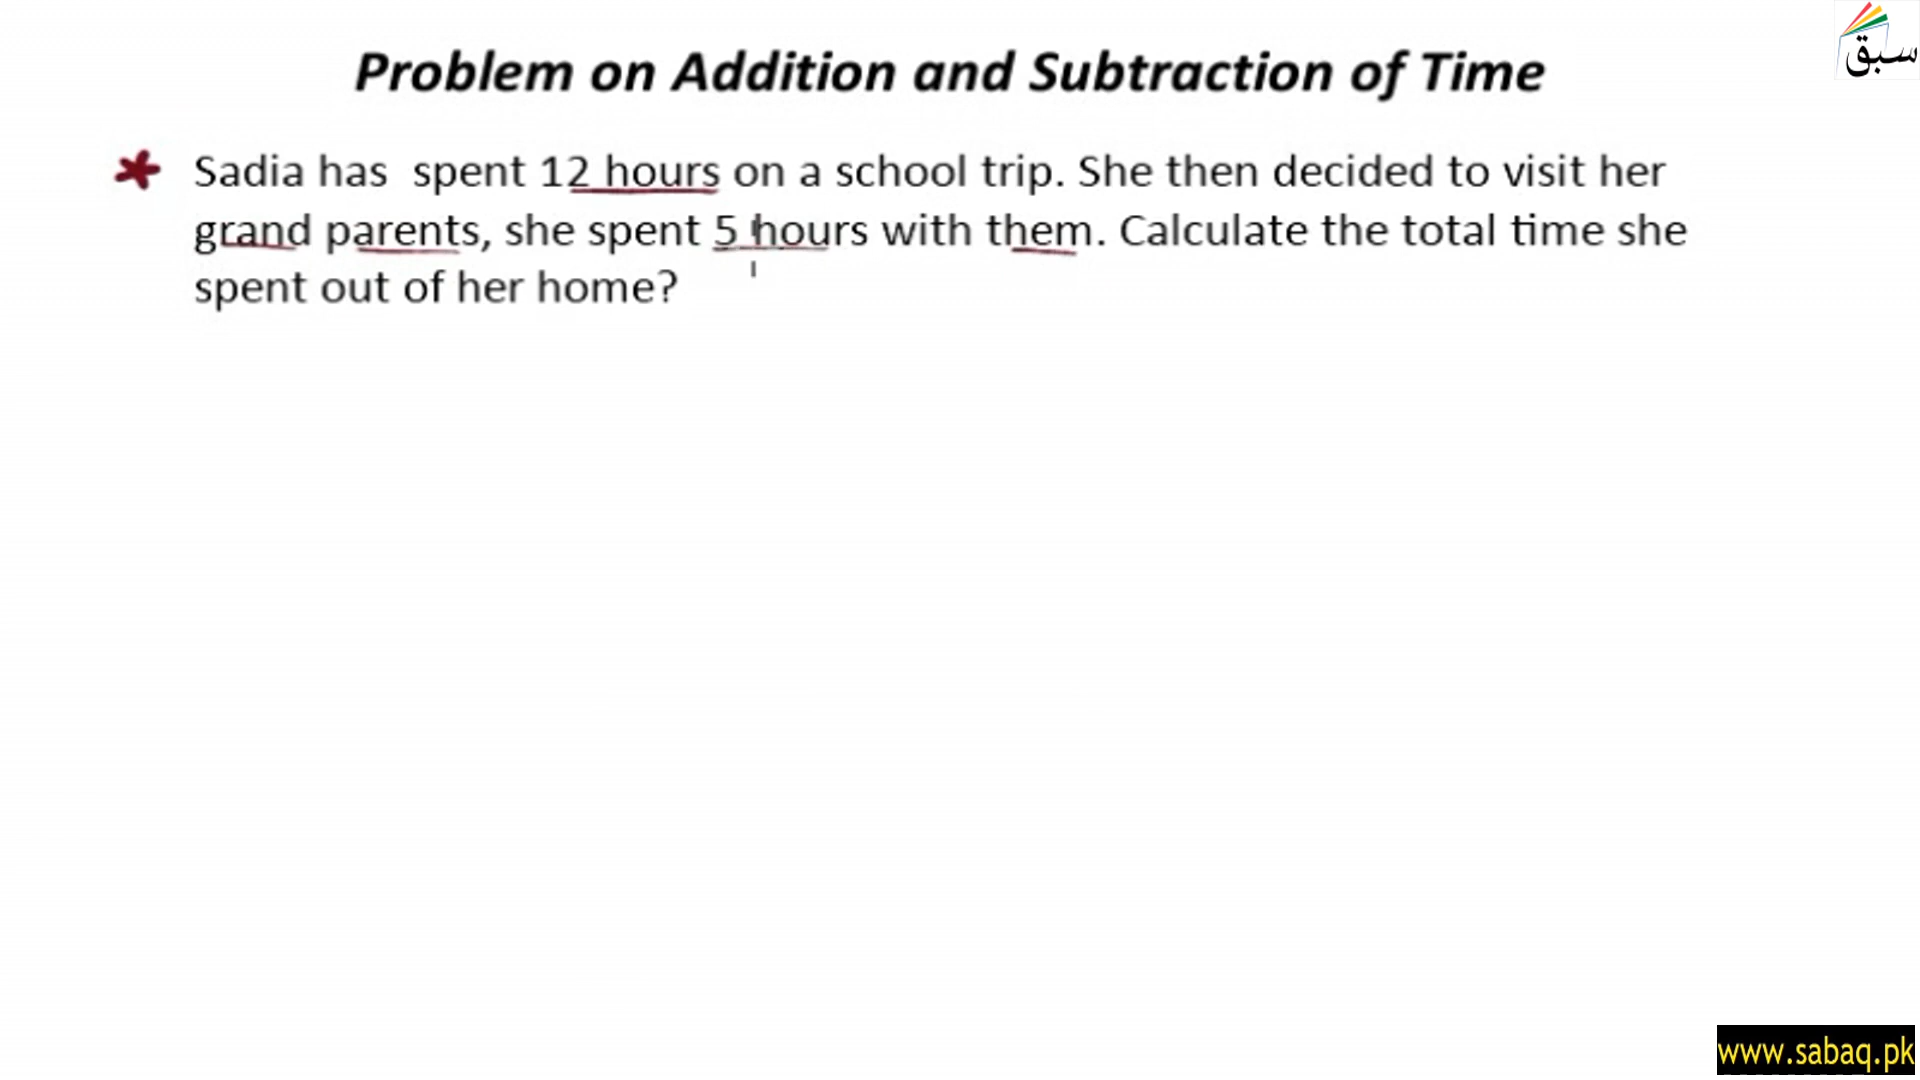 سبق
Problem on Addition and Subtraction of Time
Sadia has spent 12 hours on a school trip. She then decided to visit her
grand parents, she spent 5 hours with them. Calculate the total time she
spent out of her home?
www.sabaq.pk